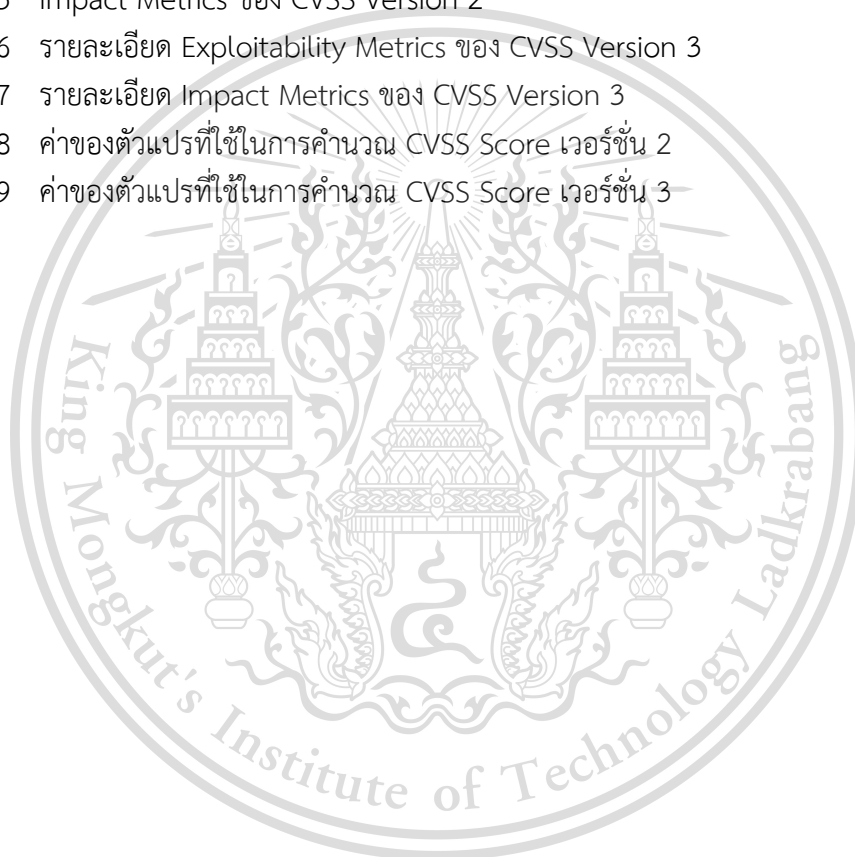 5 Impact Metrics ของ CVSS Version 2
6 รายละเอียด Exploitability Metrics ของ CVSS Version 3
7 รายละเอียด Impact Metrics ของ CVSS Version 3
8 ค่าของตัวแปรที่ใช้ในการคำนวณ CVSS Score เวอร์ชั่น 2
9 ค่าของตัวแปรที่ใช้ในการคำนวณ CVSS Score เวอร์ชั่น 3
King Mongkut's Institute of Technology Ladkrabang